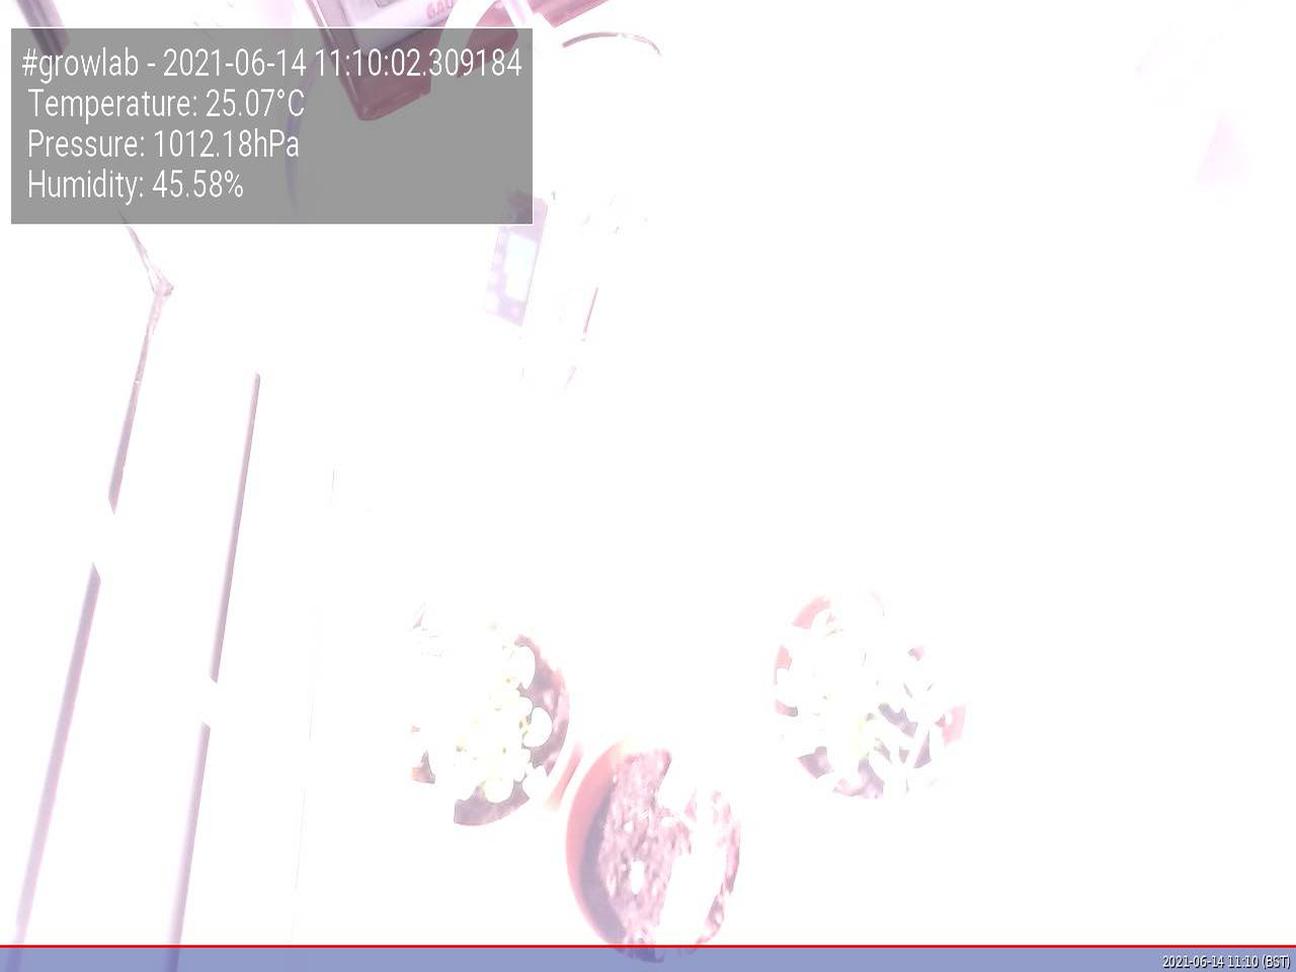 #growlab - 2021-06-14 11:10:02.309184
Temperature: 25.07°C
Pressure: 1012.18hPa
Humidity: 45.58%
2021-06-14 11:10 (BST)